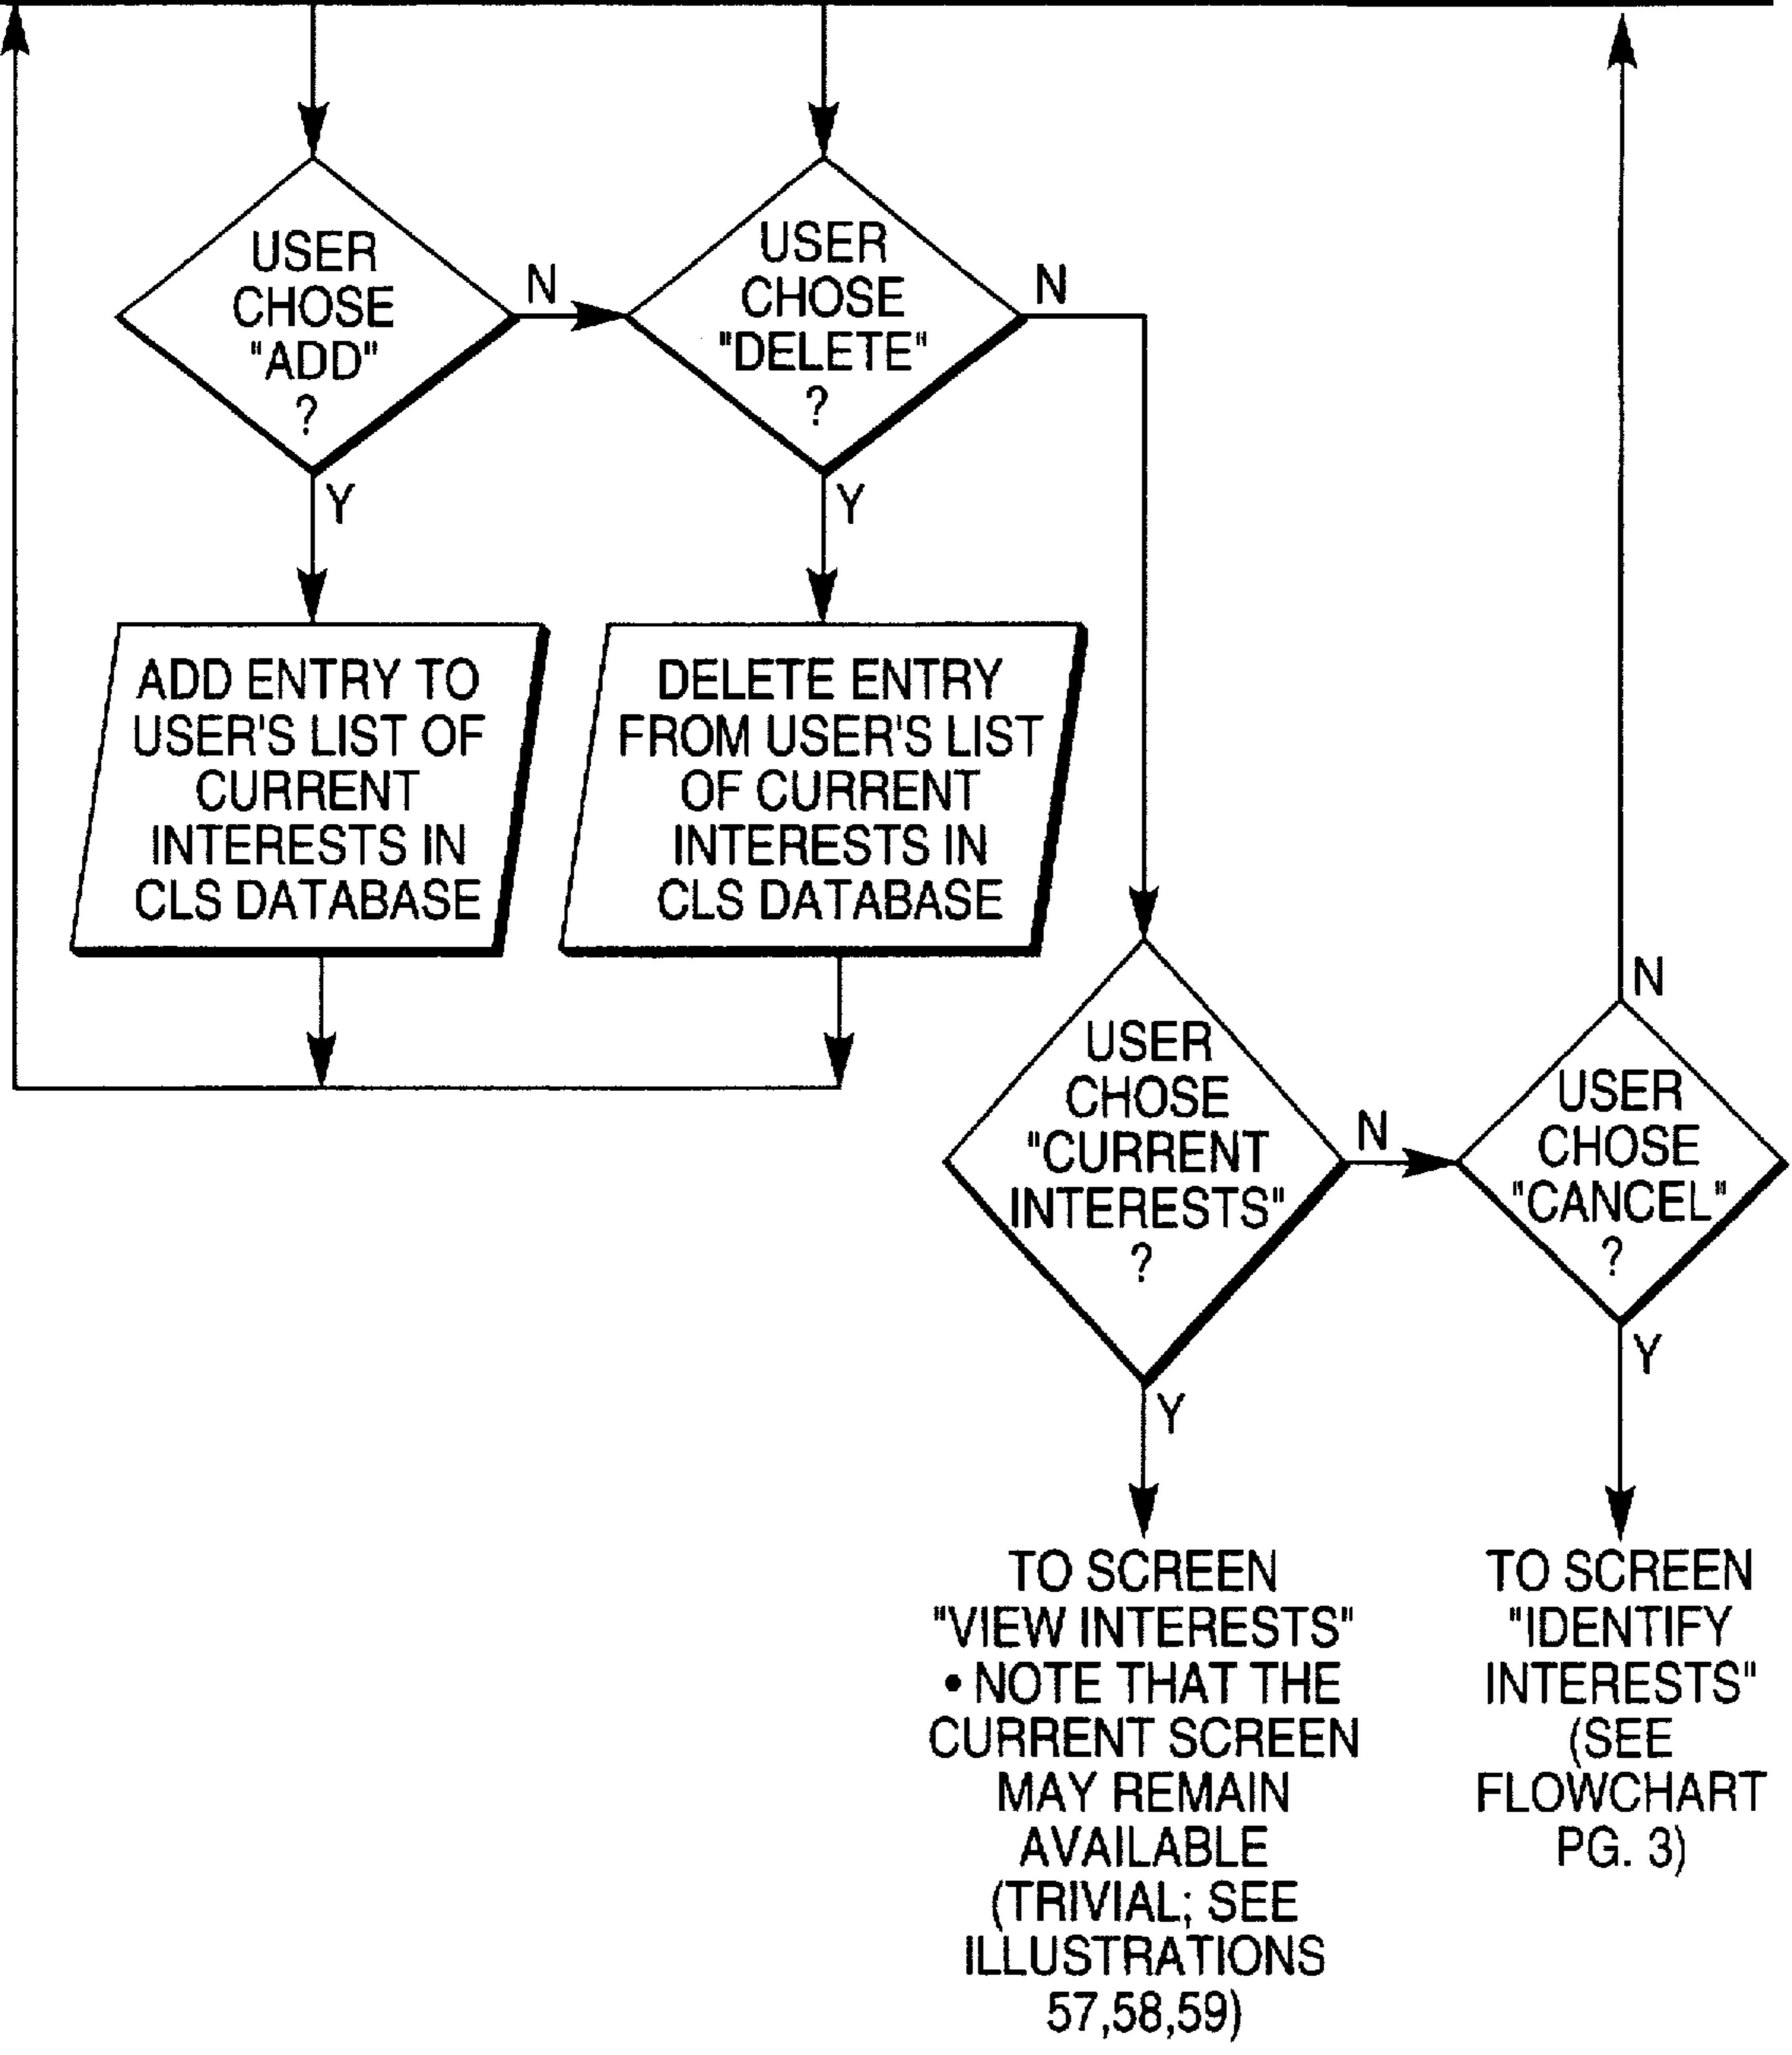 USER
CHOSE
"ADD"
?
N
Y
USER
CHOSE
"DELETE"
?
N
Y
ADD ENTRY TO
USER'S LIST OF
CURRENT
INTERESTS IN
CLS DATABASE
DELETE ENTRY
FROM USER'S LIST
OF CURRENT
INTERESTS IN
CLS DATABASE
USER
CHOSE
"CURRENT
INTERESTS"
?
N
Y
N
USER
CHOSE
"CANCEL"
?
Y
TO SCREEN
"VIEW INTERESTS"
• NOTE THAT THE
CURRENT SCREEN
MAY REMAIN
AVAILABLE
(TRIVIAL; SEE
ILLUSTRATIONS
57,58,59)
TO SCREEN
"IDENTIFY
INTERESTS"
(SEE
FLOWCHART
PG. 3)